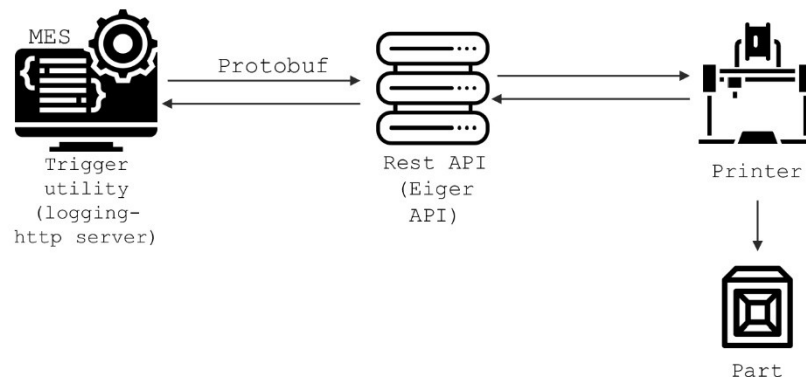 MES
Protobuf
Trigger
utility
(logging-
http server)
Rest API
(Eiger
API)
Printer
Part